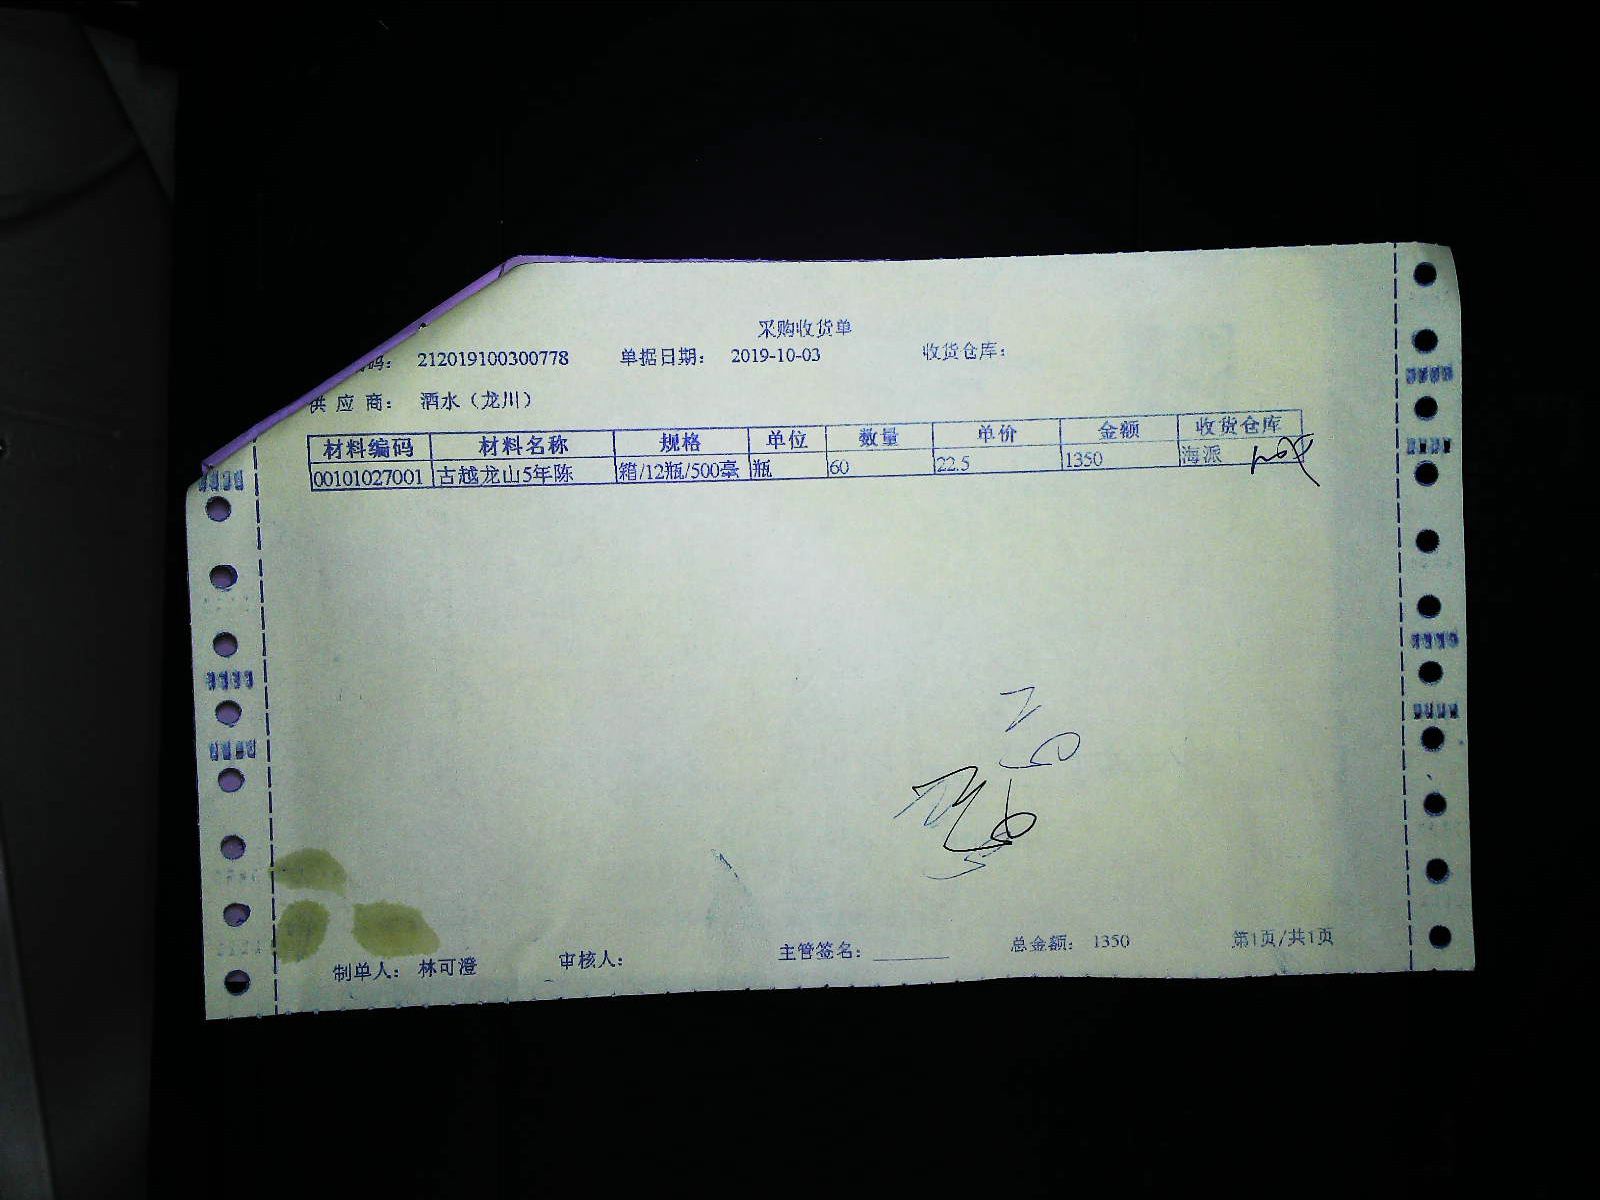 采购收货单
码： 212019100300778 单据日期： 2019-10-03 收货仓库：
供 应 商： 酒水（龙川）
材料编码 材料名称 规格 单位 数量 单价 金额 收货仓库
00101027001 古越龙山5年陈 箱/12瓶/500毫 瓶 60 22.5 1350 海派
制单人： 林可澄 审核人： 主管签名：________ 总金额： 1350 第1页/共1页